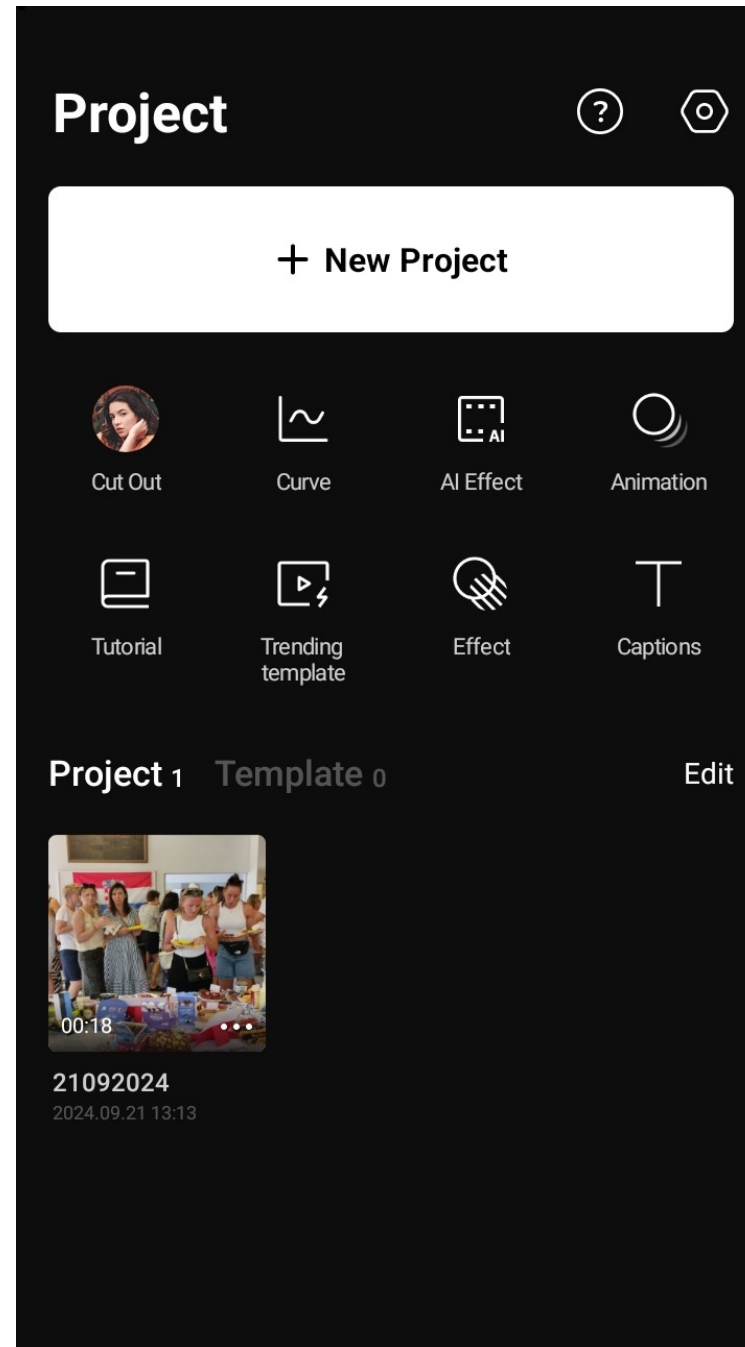 Project
?
+ New Project
Cut Out
Curve
AI
AI Effect
Animation
Tutorial
Trending
template
Effect
T
Captions
Project 1
Template 0
Edit
00:18
21092024
2024.09.21 13:13